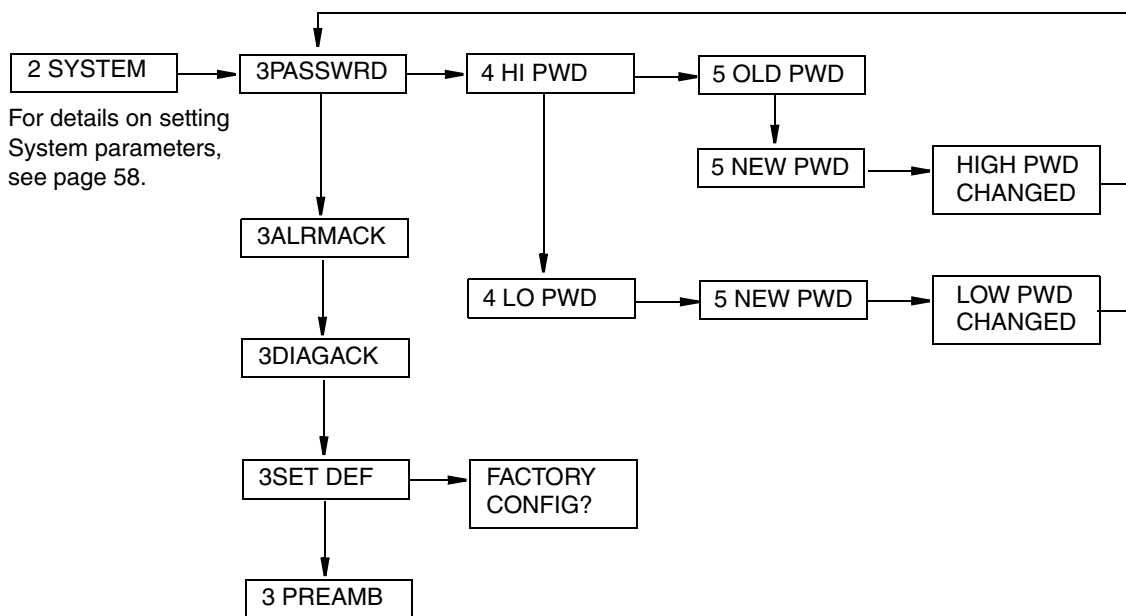 2 SYSTEM
3PASSWRD
4 HI PWD
5 OLD PWD
For details on setting
System parameters,
see page 58.
5 NEW PWD
HIGH PWD
CHANGED
3ALRMACK
4 LO PWD
5 NEW PWD
LOW PWD
CHANGED
3DIAGACK
3SET DEF
FACTORY
CONFIG?
3 PREAMB